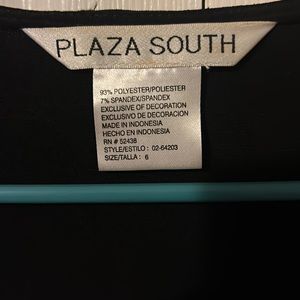 PLAZA SOUTH
93% POLYESTER/POLIESTER
7% SPANDEX/SPANDEX
EXCLUSIVE OF DECORATION
EXCLUSIVO DE DECORACION
MADE IN INDONESIA
HECHO EN INDONESIA
RN # 52438
STYLE/ESTILO: 02-64203
SIZE/TALLA: 6